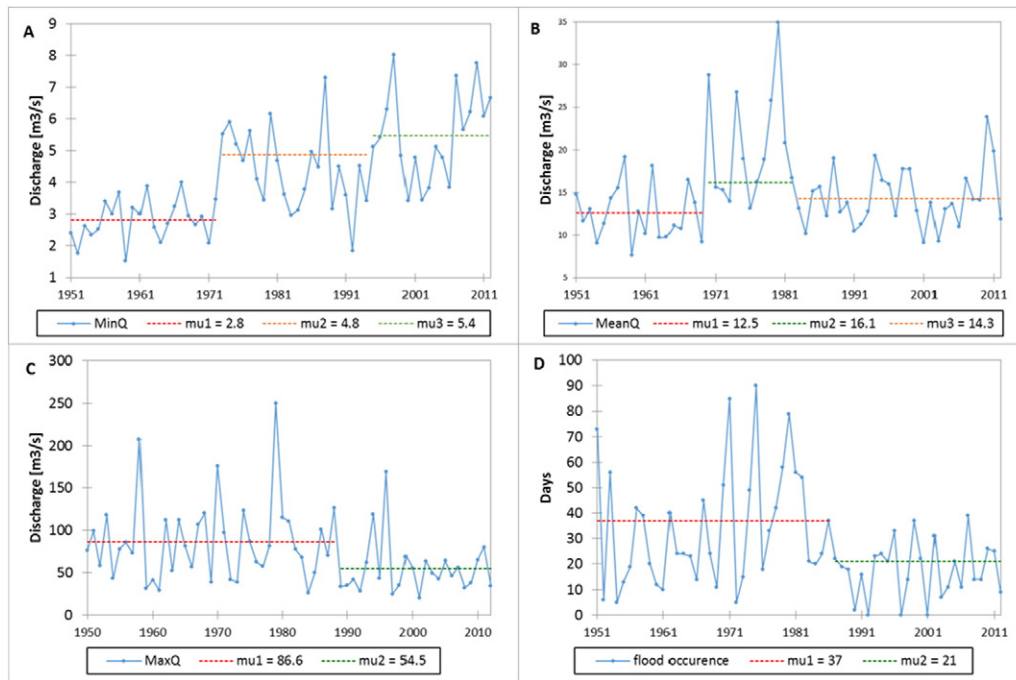 A
Discharge [m3/s]
9
8
7
6
5
4
3
2
1
1951 1961 1971 1981 1991 2001 2011
MinQ mu1 = 2.8 mu2 = 4.8 mu3 = 5.4
B
Discharge [m3/s]
35
30
25
20
15
10
5
1951 1961 1971 1981 1991 2001 2011
MeanQ mu1 = 12.5 mu2 = 16.1 mu3 = 14.3
C
Discharge [m3/s]
300
250
200
150
100
50
0
1950 1960 1970 1980 1990 2000 2010
MaxQ mu1 = 86.6 mu2 = 54.5
D
Days
100
90
80
70
60
50
40
30
20
10
0
1951 1961 1971 1981 1991 2001 2011
flood occurence mu1 = 37 mu2 = 21